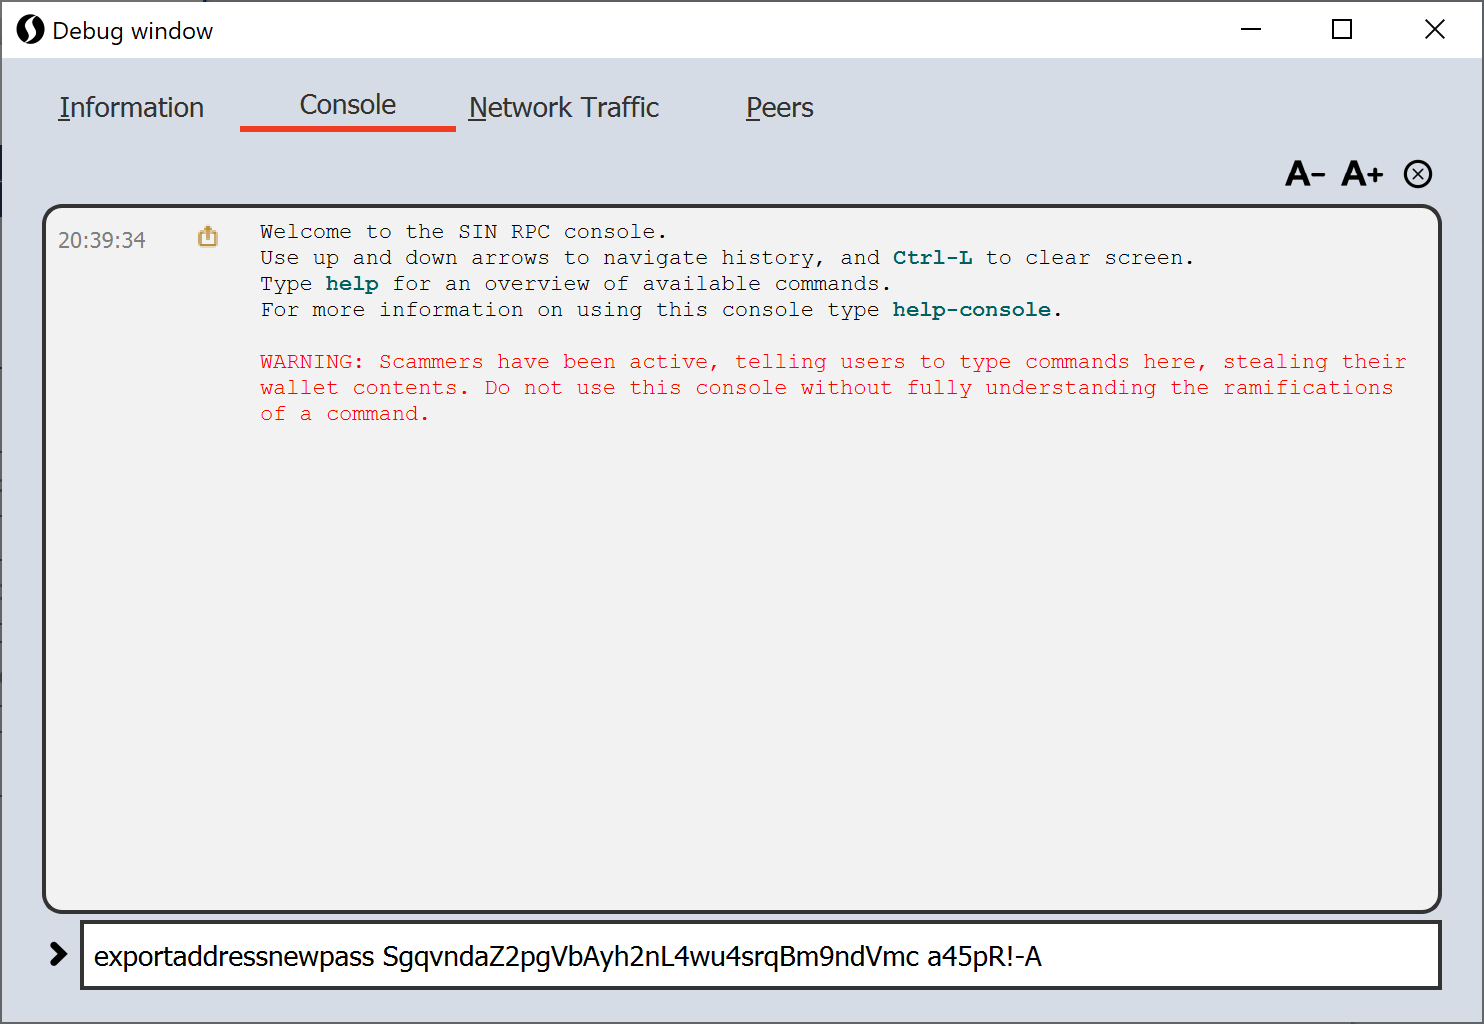 Debug window
Information Console Network Traffic Peers
A- A+
20:39:34 Welcome to the SIN RPC console.
Use up and down arrows to navigate history, and Ctrl-L to clear screen.
Type help for an overview of available commands.
For more information on using this console type help-console.
WARNING: Scammers have been active, telling users to type commands here, stealing their
wallet contents. Do not use this console without fully understanding the ramifications
of a command.
exportaddressnewpass SgqvndaZ2pgVbAyh2nL4wu4srqBm9ndVmc a45pR!-A